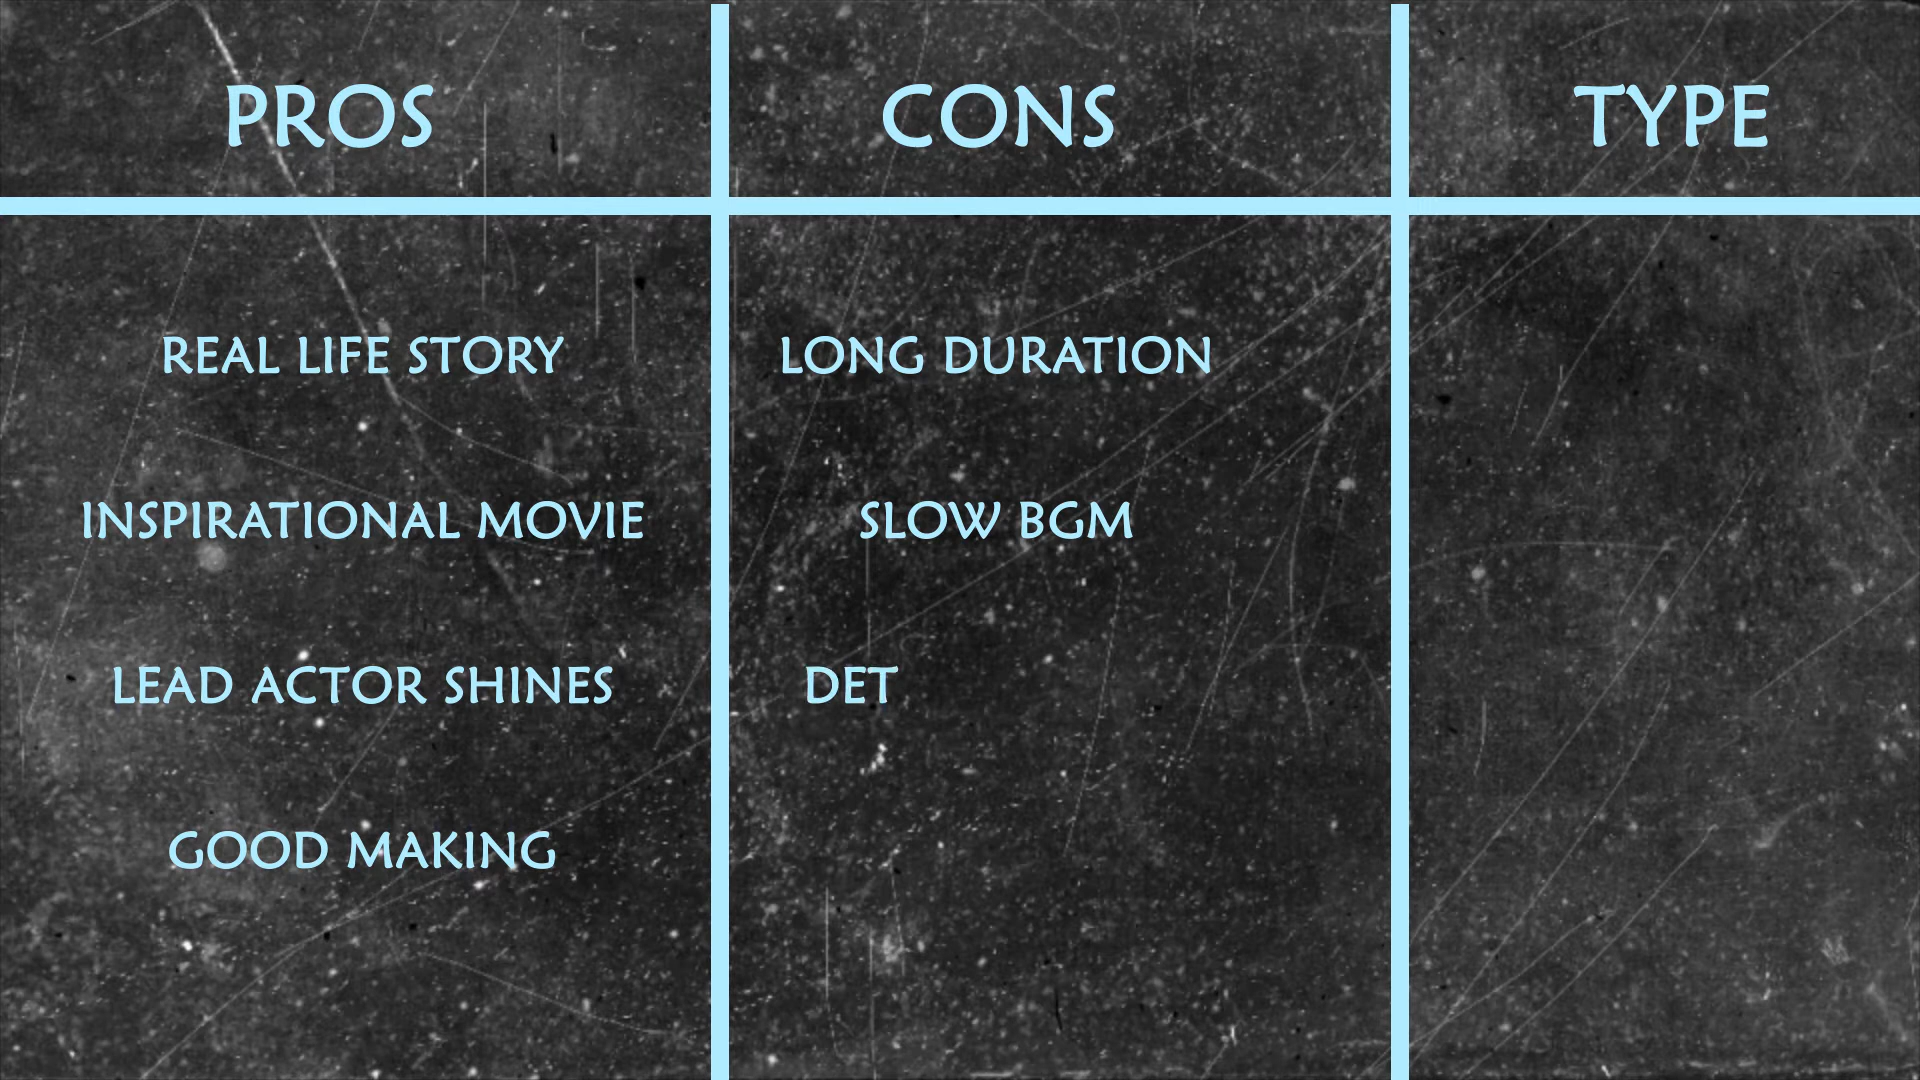 PROS
CONS
TYPE
REAL LIFE STORY
INSPIRATIONAL MOVIE
LEAD ACTOR SHINES
GOOD MAKING
LONG DURATION
SLOW BGM
DET